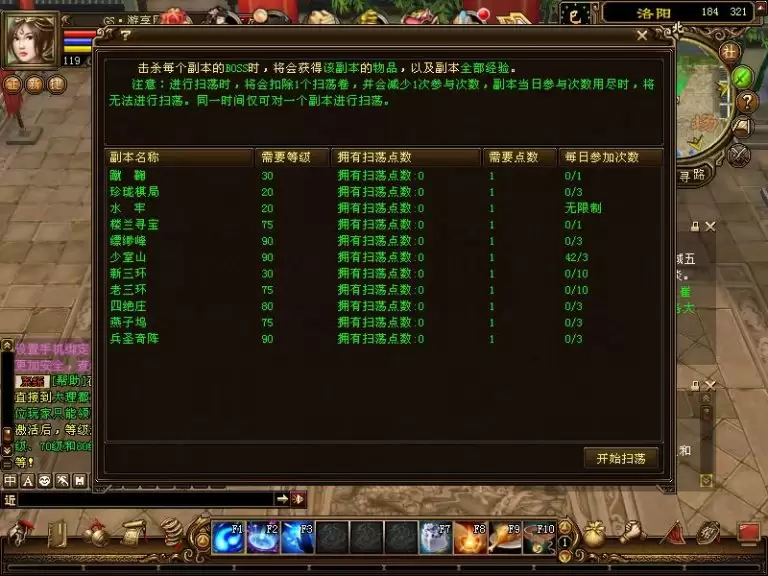 GS·游享
洛阳 184 321
北
?
119
社
击杀每个副本的BOSS时，将会获得该副本的物品，以及副本全部经验。
注意：进行扫荡时，将会扣除1个扫荡卷，并会减少1次参与次数，副本当日参与次数用尽时，将
无法进行扫荡。同一时间仅可对一个副本进行扫荡。
寻路
副本名称 需要等级 拥有扫荡点数 需要点数 每日参加次数
蹴 鞠 30 拥有扫荡点数:0 1 0/1
珍珑棋局 20 拥有扫荡点数:0 1 0/3
水 牢 20 拥有扫荡点数:0 1 无限制
楼兰寻宝 75 拥有扫荡点数:0 1 0/1
缥缈峰 90 拥有扫荡点数:0 1 0/3
少室山 90 拥有扫荡点数:0 1 42/3
新三环 30 拥有扫荡点数:0 1 0/10
老三环 75 拥有扫荡点数:0 1 0/10
四绝庄 80 拥有扫荡点数:0 1 0/3
燕子坞 75 拥有扫荡点数:0 1 0/3
兵圣奇阵 90 拥有扫荡点数:0 1 0/3
设置手机绑定
更加安全，查
系统 [帮助]
直接到大理都
位玩家只能领
激活后，等级
级、70级和80
等!
开始扫荡
中 A M
近
F1 F2 F3 F7 F8 F9 F10
1